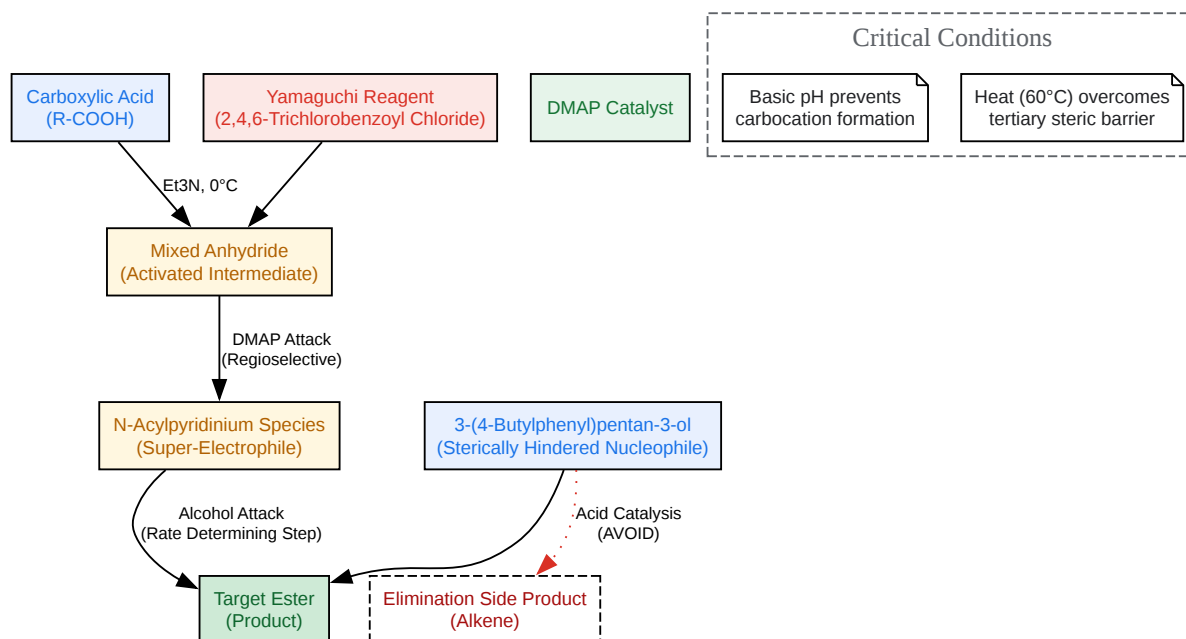 Critical Conditions
Carboxylic Acid
(R-COOH)
Yamaguchi Reagent
(2,4,6-Trichlorobenzoyl Chloride)
DMAP Catalyst
Basic pH prevents
carbocation formation
Heat (60°C) overcomes
tertiary steric barrier
Et3N, 0°C
Mixed Anhydride
(Activated Intermediate)
DMAP Attack
(Regioselective)
N-Acylpyridinium Species
(Super-Electrophile)
3-(4-Butylphenyl)pentan-3-ol
(Sterically Hindered Nucleophile)
Alcohol Attack
(Rate Determining Step)
Acid Catalysis
(AVOID)
Target Ester
(Product)
Elimination Side Product
(Alkene)